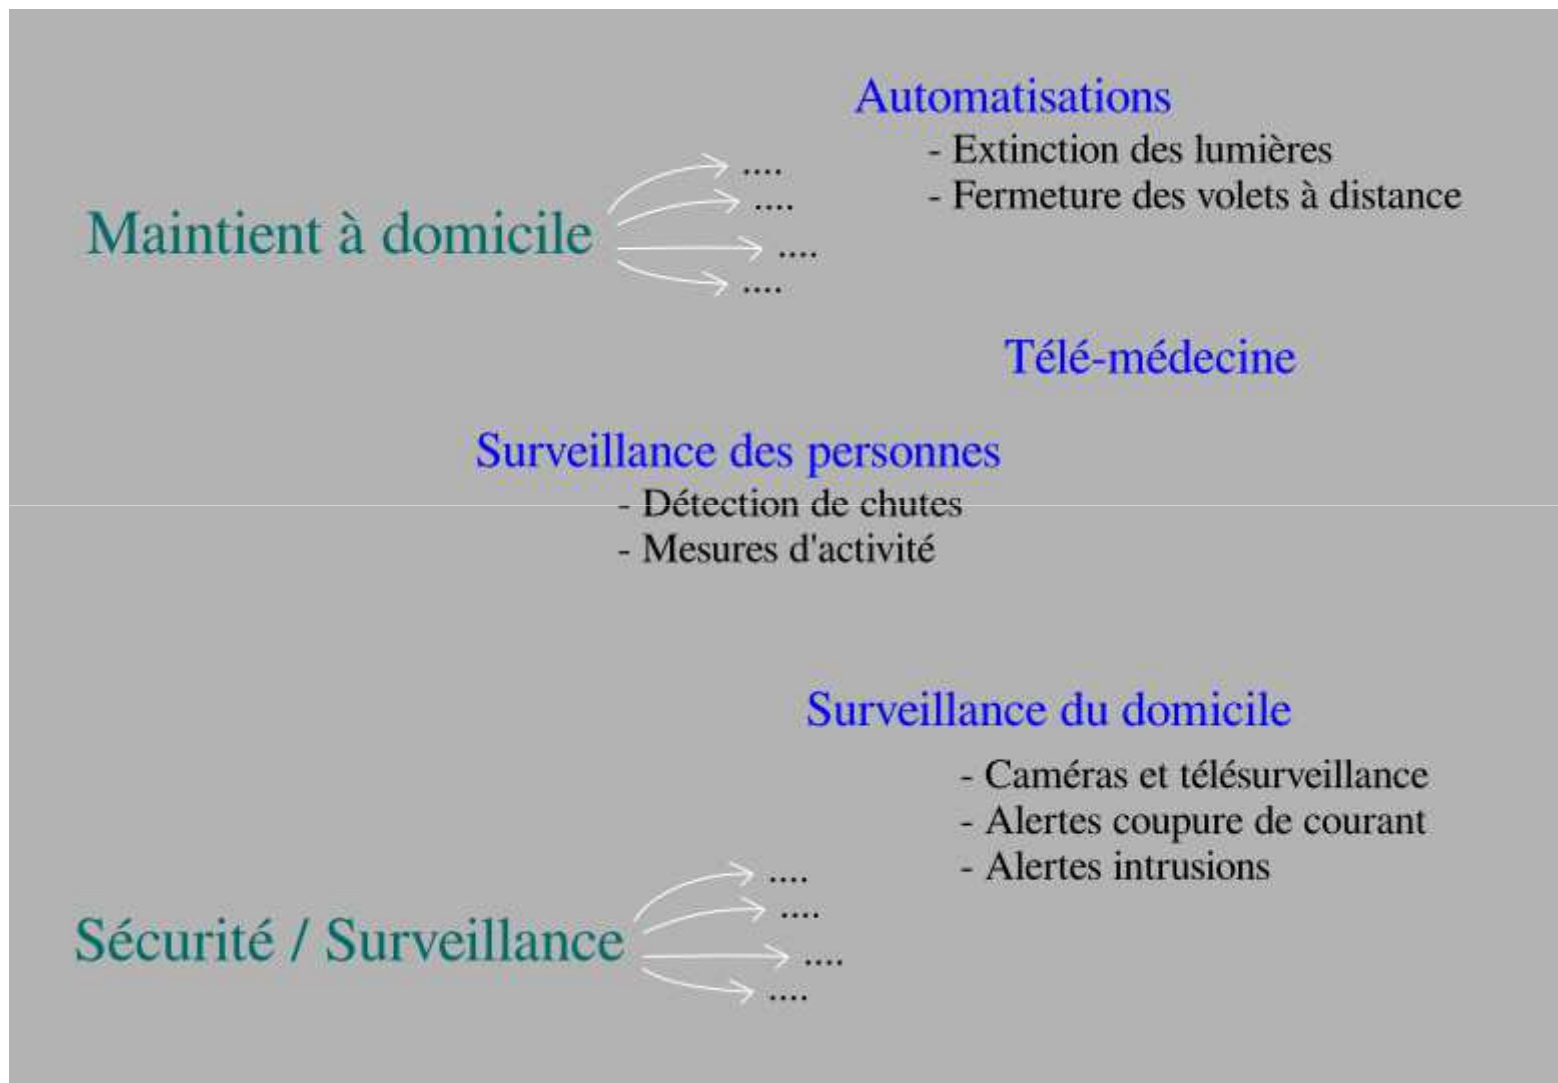 Automatisations
- Extinction des lumières
- Fermeture des volets à distance
Maintient à domicile
....
....
....
....
Télé-médecine
Surveillance des personnes
- Détection de chutes
- Mesures d'activité
Surveillance du domicile
- Caméras et télésurveillance
- Alertes coupure de courant
- Alertes intrusions
Sécurité / Surveillance
....
....
....
....